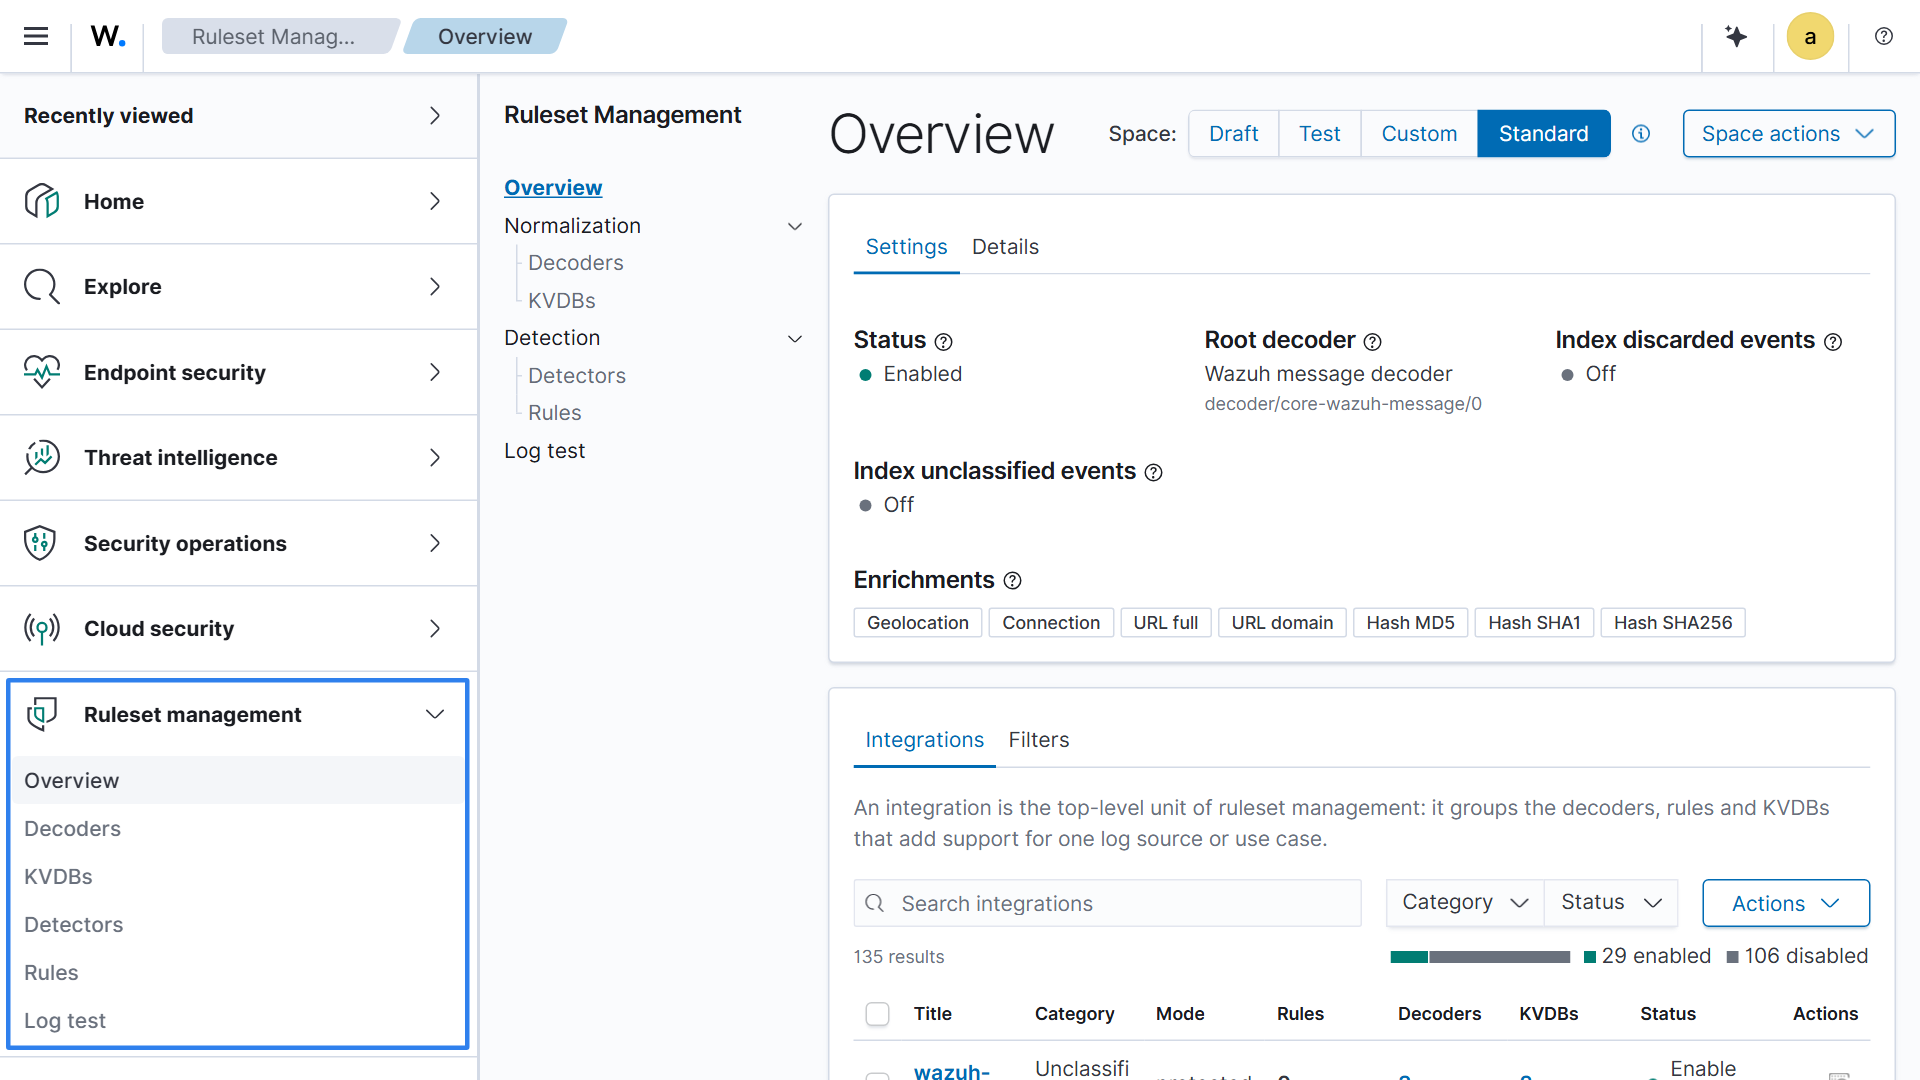 W.
Ruleset Manag...
Overview
a
Recently viewed
Home
Explore
Endpoint security
Threat intelligence
Security operations
Cloud security
Ruleset management
Overview
Decoders
KVDBs
Detectors
Rules
Log test
Ruleset Management
Overview
Normalization
Decoders
KVDBs
Detection
Detectors
Rules
Log test
Overview
Space: Draft Test Custom Standard
Space actions
Settings Details
Status
Enabled
Root decoder
Wazuh message decoder
decoder/core-wazuh-message/0
Index discarded events
Off
Index unclassified events
Off
Enrichments
Geolocation Connection URL full URL domain Hash MD5 Hash SHA1 Hash SHA256
Integrations Filters
An integration is the top-level unit of ruleset management: it groups the decoders, rules and KVDBs
that add support for one log source or use case.
Search integrations
Category Status
Actions
135 results
29 enabled 106 disabled
Title Category Mode Rules Decoders KVDBs Status Actions
wazuh- Unclassifi Enable